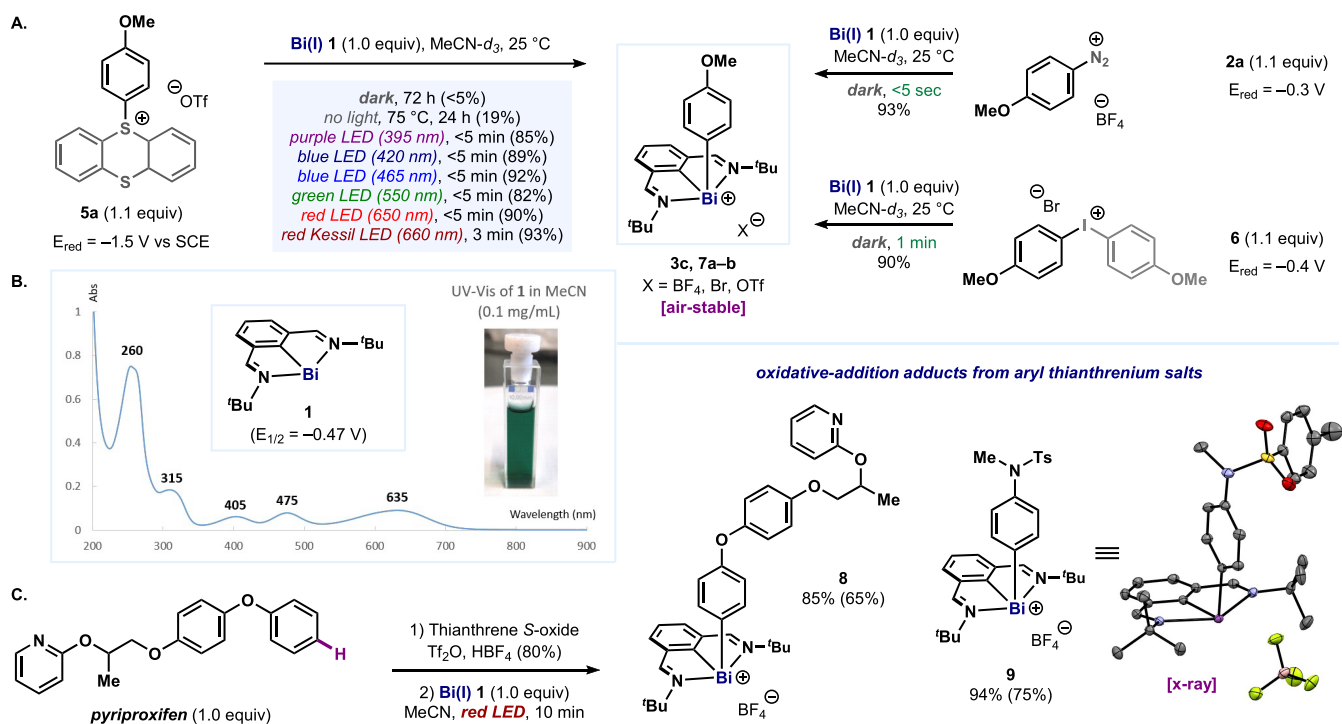 A.
OMe
S
⊕
⊖
OTf
S
5a (1.1 equiv)
E_red = –1.5 V vs SCE
Bi(I) 1 (1.0 equiv), MeCN-d3, 25 °C
dark, 72 h (<5%)
no light, 75 °C, 24 h (19%)
purple LED (395 nm), <5 min (85%)
blue LED (420 nm), <5 min (89%)
blue LED (465 nm), <5 min (92%)
green LED (550 nm), <5 min (82%)
red LED (650 nm), <5 min (90%)
red Kessil LED (660 nm), 3 min (93%)
OMe
N
tBu
Bi
⊕
N
tBu
X ⊖
3c, 7a–b
X = BF4, Br, OTf
[air-stable]
Bi(I) 1 (1.0 equiv)
MeCN-d3, 25 °C
dark, <5 sec
93%
⊕
N2
MeO
⊖
BF4
2a (1.1 equiv)
E_red = –0.3 V
Bi(I) 1 (1.0 equiv)
MeCN-d3, 25 °C
dark, 1 min
90%
⊖
Br
⊕
I
MeO
OMe
6 (1.1 equiv)
E_red = –0.4 V
B.
Abs
1
0.8
0.6
0.4
0.2
0
200
300
400
500
600
700
800
900
260
315
405
475
635
Wavelength (nm)
N
tBu
Bi
N
tBu
1
(E1/2 = –0.47 V)
UV-Vis of 1 in MeCN
(0.1 mg/mL)
oxidative-addition adducts from aryl thianthrenium salts
N
O
O
Me
O
N
tBu
Bi
⊕
N
tBu
BF4 ⊖
8
85% (65%)
Me
Ts
N
N
tBu
Bi
⊕
N
tBu
BF4 ⊖
9
94% (75%)
≡
[x-ray]
C.
N
O
Me
O
O
H
pyriproxifen (1.0 equiv)
1) Thianthrene S-oxide
Tf2O, HBF4 (80%)
2) Bi(I) 1 (1.0 equiv)
MeCN, red LED, 10 min